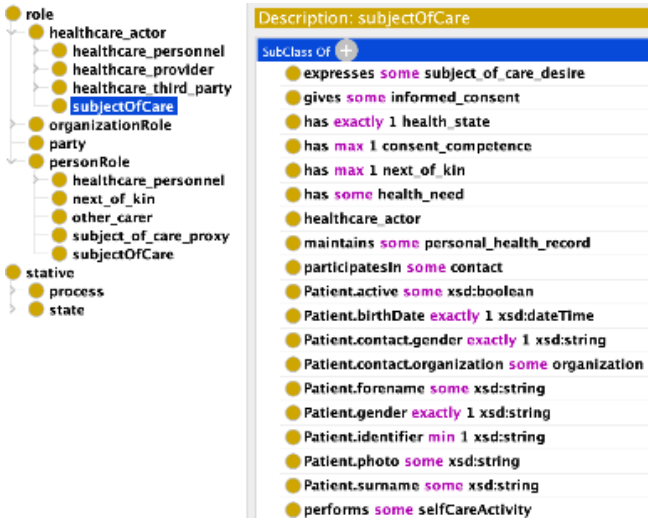 role
healthcare_actor
healthcare_personnel
healthcare_provider
healthcare_third_party
subjectOfCare
organizationRole
party
personRole
healthcare_personnel
next_of_kin
other_carer
subject_of_care_proxy
subjectOfCare
stative
process
state
Description: subjectOfCare
SubClass Of
expresses some subject_of_care_desire
gives some informed_consent
has exactly 1 health_state
has max 1 consent_competence
has max 1 next_of_kin
has some health_need
healthcare_actor
maintains some personal_health_record
participatesIn some contact
Patient.active some xsd:boolean
Patient.birthDate exactly 1 xsd:dateTime
Patient.contact.gender exactly 1 xsd:string
Patient.contact.organization some organization
Patient.forename some xsd:string
Patient.gender exactly 1 xsd:string
Patient.identifier min 1 xsd:string
Patient.photo some xsd:string
Patient.surname some xsd:string
performs some selfCareActivity